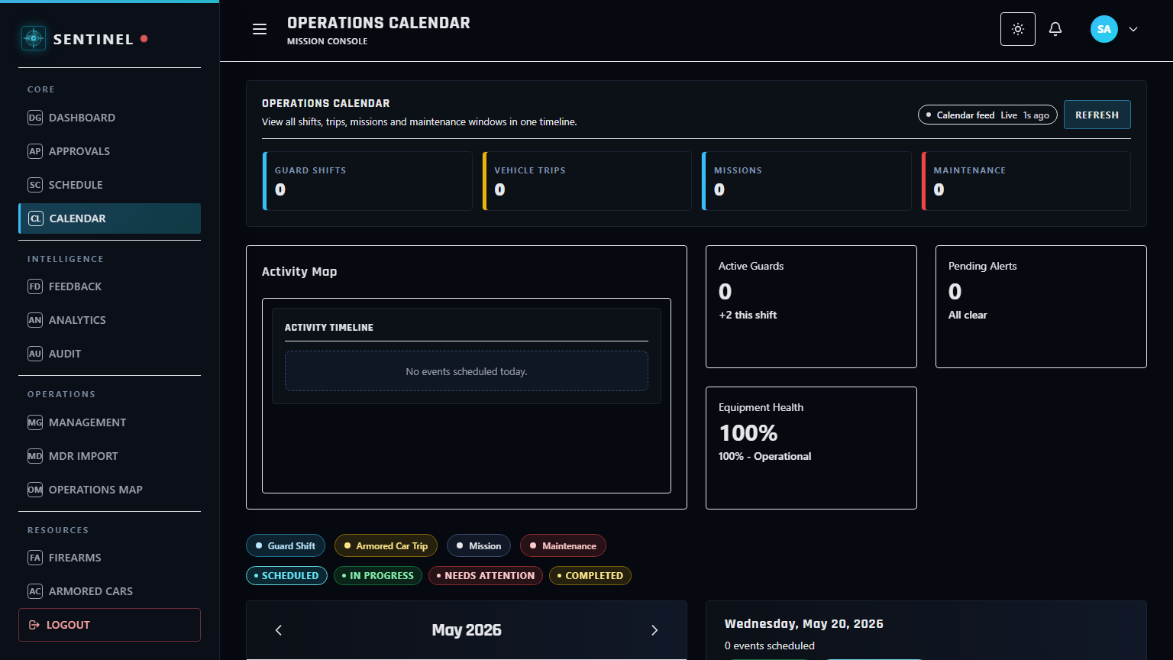 SENTINEL
CORE
DG DASHBOARD
AP APPROVALS
SC SCHEDULE
CL CALENDAR
INTELLIGENCE
FD FEEDBACK
AN ANALYTICS
AU AUDIT
OPERATIONS
MG MANAGEMENT
MD MDR IMPORT
OM OPERATIONS MAP
RESOURCES
FA FIREARMS
AC ARMORED CARS
LOGOUT
OPERATIONS CALENDAR
MISSION CONSOLE
SA
OPERATIONS CALENDAR
View all shifts, trips, missions and maintenance windows in one timeline.
Calendar feed Live 1s ago
REFRESH
GUARD SHIFTS
0
VEHICLE TRIPS
0
MISSIONS
0
MAINTENANCE
0
Activity Map
ACTIVITY TIMELINE
No events scheduled today.
Active Guards
0
+2 this shift
Pending Alerts
0
All clear
Equipment Health
100%
100% - Operational
Guard Shift Armored Car Trip Mission Maintenance
SCHEDULED IN PROGRESS NEEDS ATTENTION COMPLETED
May 2026
Wednesday, May 20, 2026
0 events scheduled